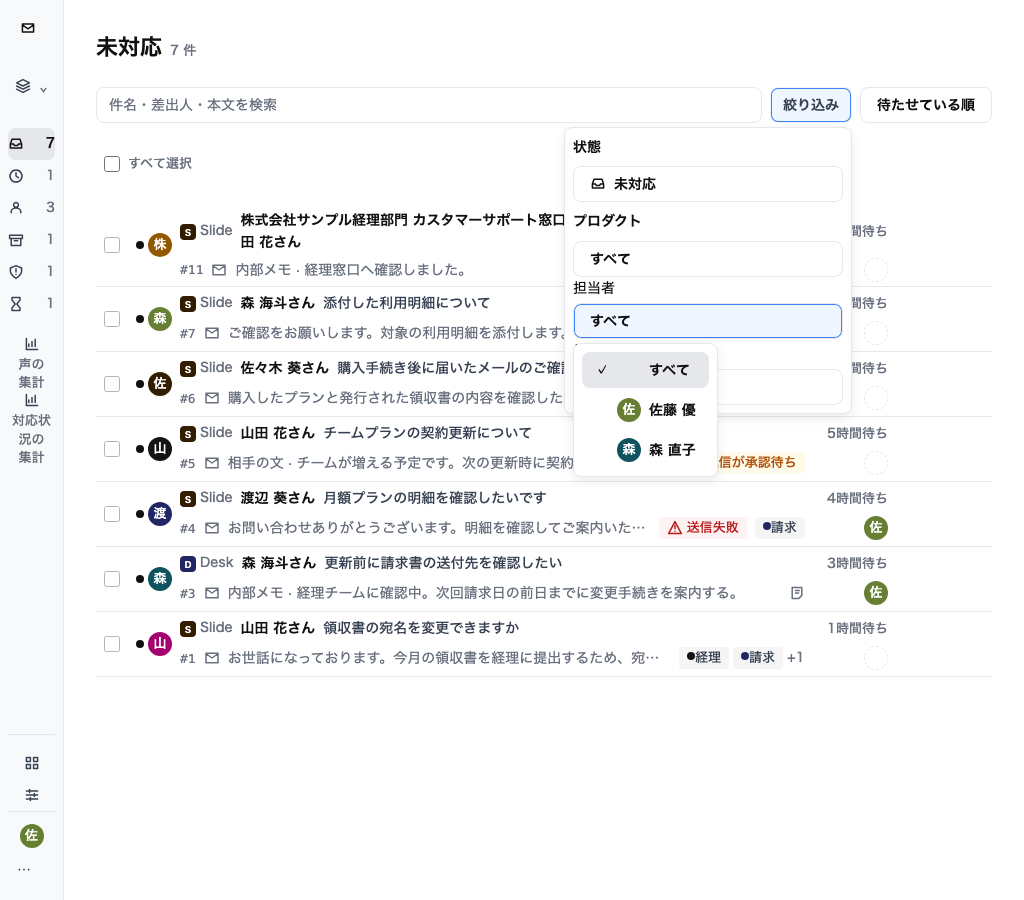 未対応 7 件
件名・差出人・本文を検索
絞り込み
待たせている順
7
1
3
1
1
1
声の
集計
対応状
況の
集計
佐
…
すべて選択
状態
未対応
プロダクト
すべて
担当者
すべて
✓ すべて
佐 佐藤 優
森 森 直子
株 S Slide 株式会社サンプル経理部門 カスタマーサポート窓口
田 花さん
間待ち
#11 内部メモ · 経理窓口へ確認しました。
森 S Slide 森 海斗さん 添付した利用明細について
間待ち
#7 ご確認をお願いします。対象の利用明細を添付します。
佐 S Slide 佐々木 葵さん 購入手続き後に届いたメールのご確認
間待ち
#6 購入したプランと発行された領収書の内容を確認した
山 S Slide 山田 花さん チームプランの契約更新について
5時間待ち
#5 相手の文 · チームが増える予定です。次の更新時に契約
信が承認待ち
渡 S Slide 渡辺 葵さん 月額プランの明細を確認したいです
4時間待ち
#4 お問い合わせありがとうございます。明細を確認してご案内いた… 送信失敗 請求 佐
森 D Desk 森 海斗さん 更新前に請求書の送付先を確認したい
3時間待ち
#3 内部メモ · 経理チームに確認中。次回請求日の前日までに変更手続きを案内する。 佐
山 S Slide 山田 花さん 領収書の宛名を変更できますか
1時間待ち
#1 お世話になっております。今月の領収書を経理に提出するため、宛… 経理 請求 +1